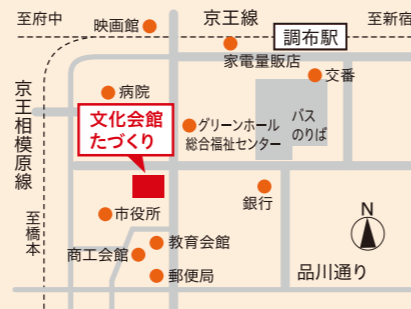 至府中
映画館
京王線
至新宿
調布駅
家電量販店
交番
病院
京王相模原線
文化会館
たづくり
グリーンホール
総合福祉センター
バス
のりば
至橋本
市役所
銀行
N
教育会館
商工会館
郵便局
品川通り